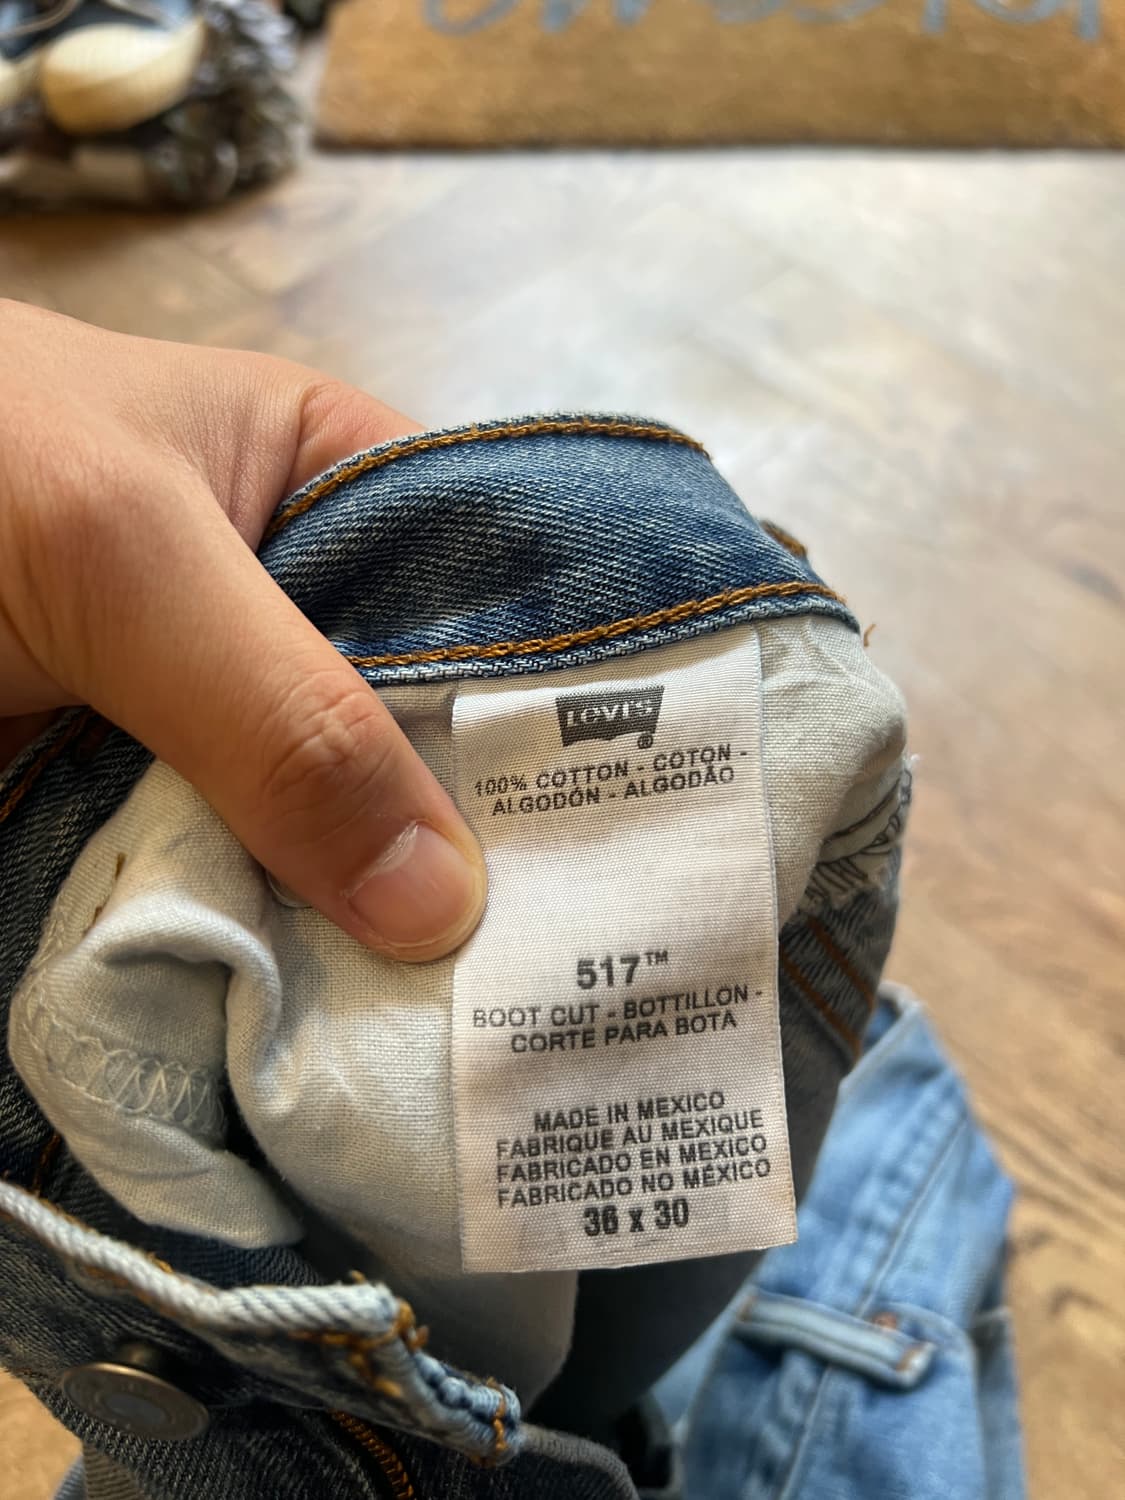 LEVI'S
®
100% COTTON - COTON -
ALGODÓN - ALGODÃO
517™
BOOT CUT - BOTTILLON -
CORTE PARA BOTA
MADE IN MEXICO
FABRIQUE AU MEXIQUE
FABRICADO EN MEXICO
FABRICADO NO MÉXICO
36 x 30